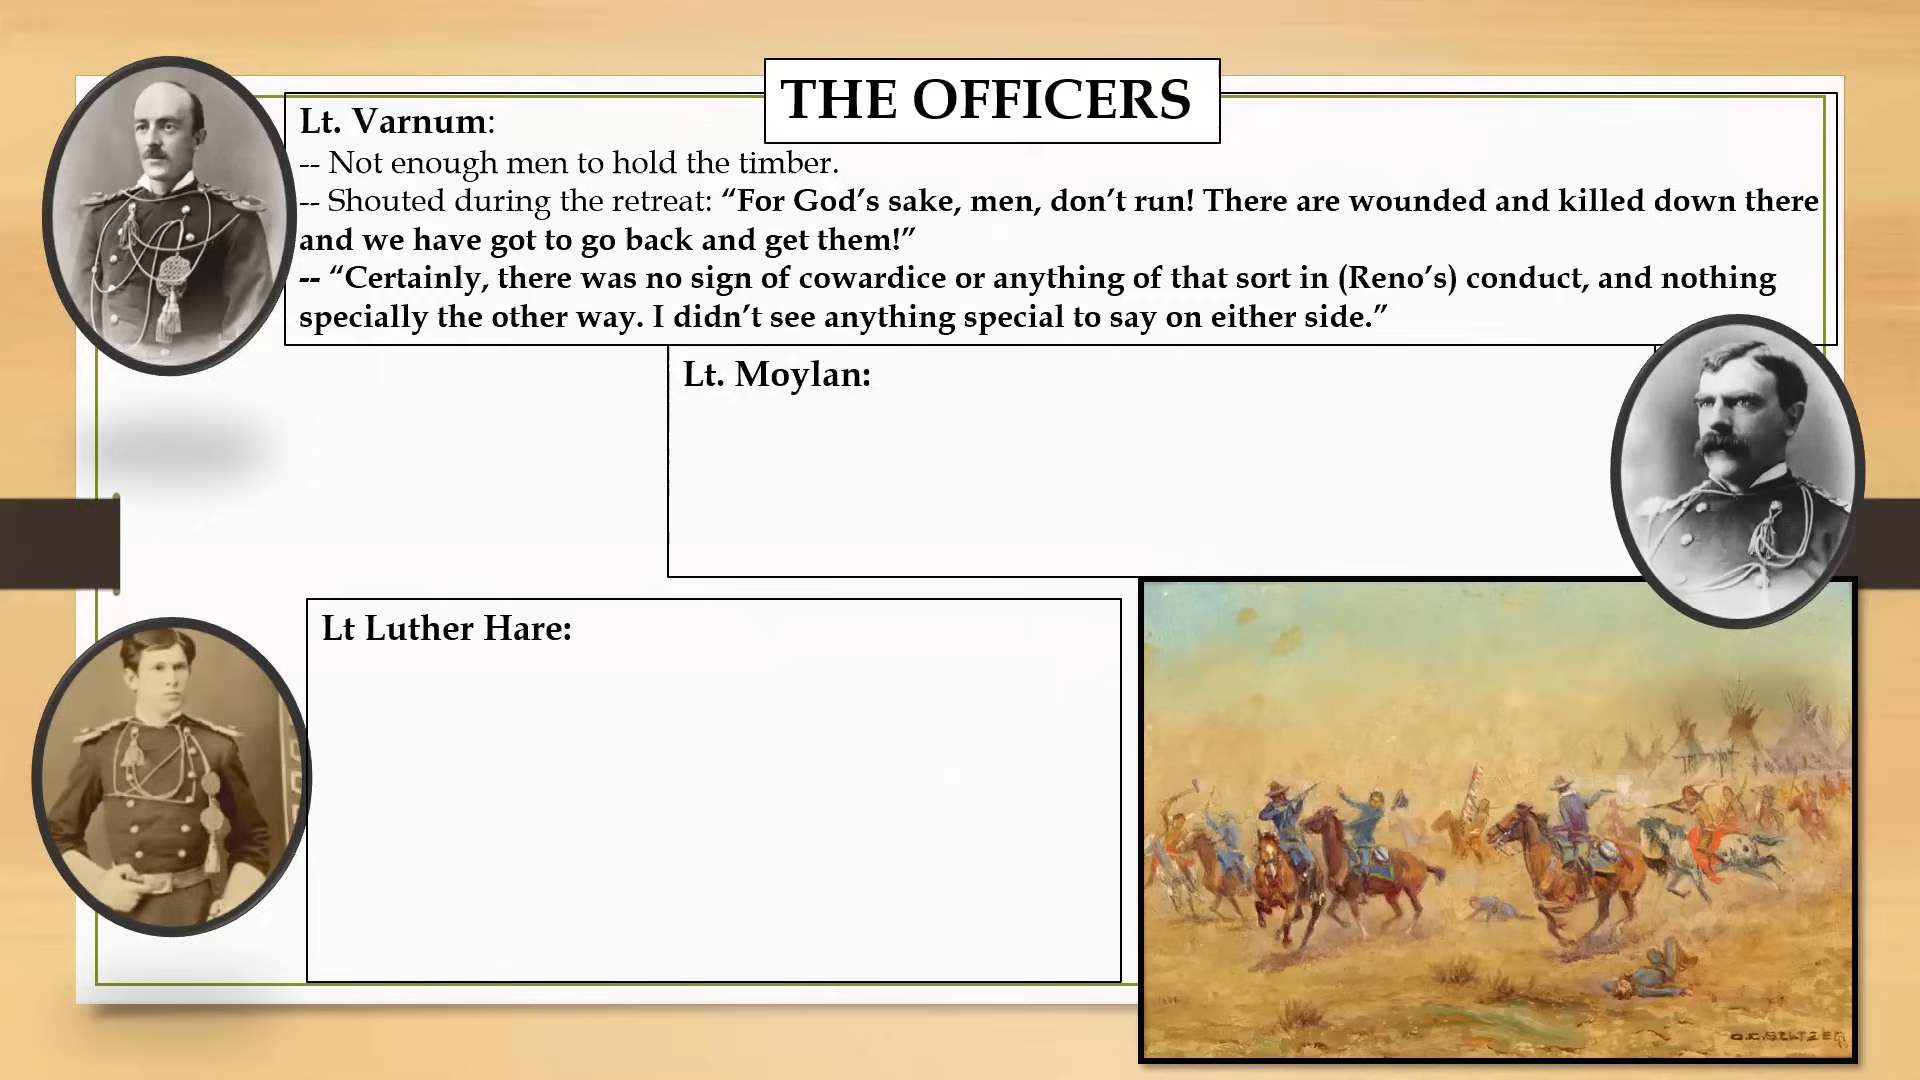 THE OFFICERS
Lt. Varnum:
-- Not enough men to hold the timber.
-- Shouted during the retreat: “For God’s sake, men, don’t run! There are wounded and killed down there
and we have got to go back and get them!”
-- “Certainly, there was no sign of cowardice or anything of that sort in (Reno’s) conduct, and nothing
specially the other way. I didn’t see anything special to say on either side.”
Lt. Moylan:
Lt Luther Hare: